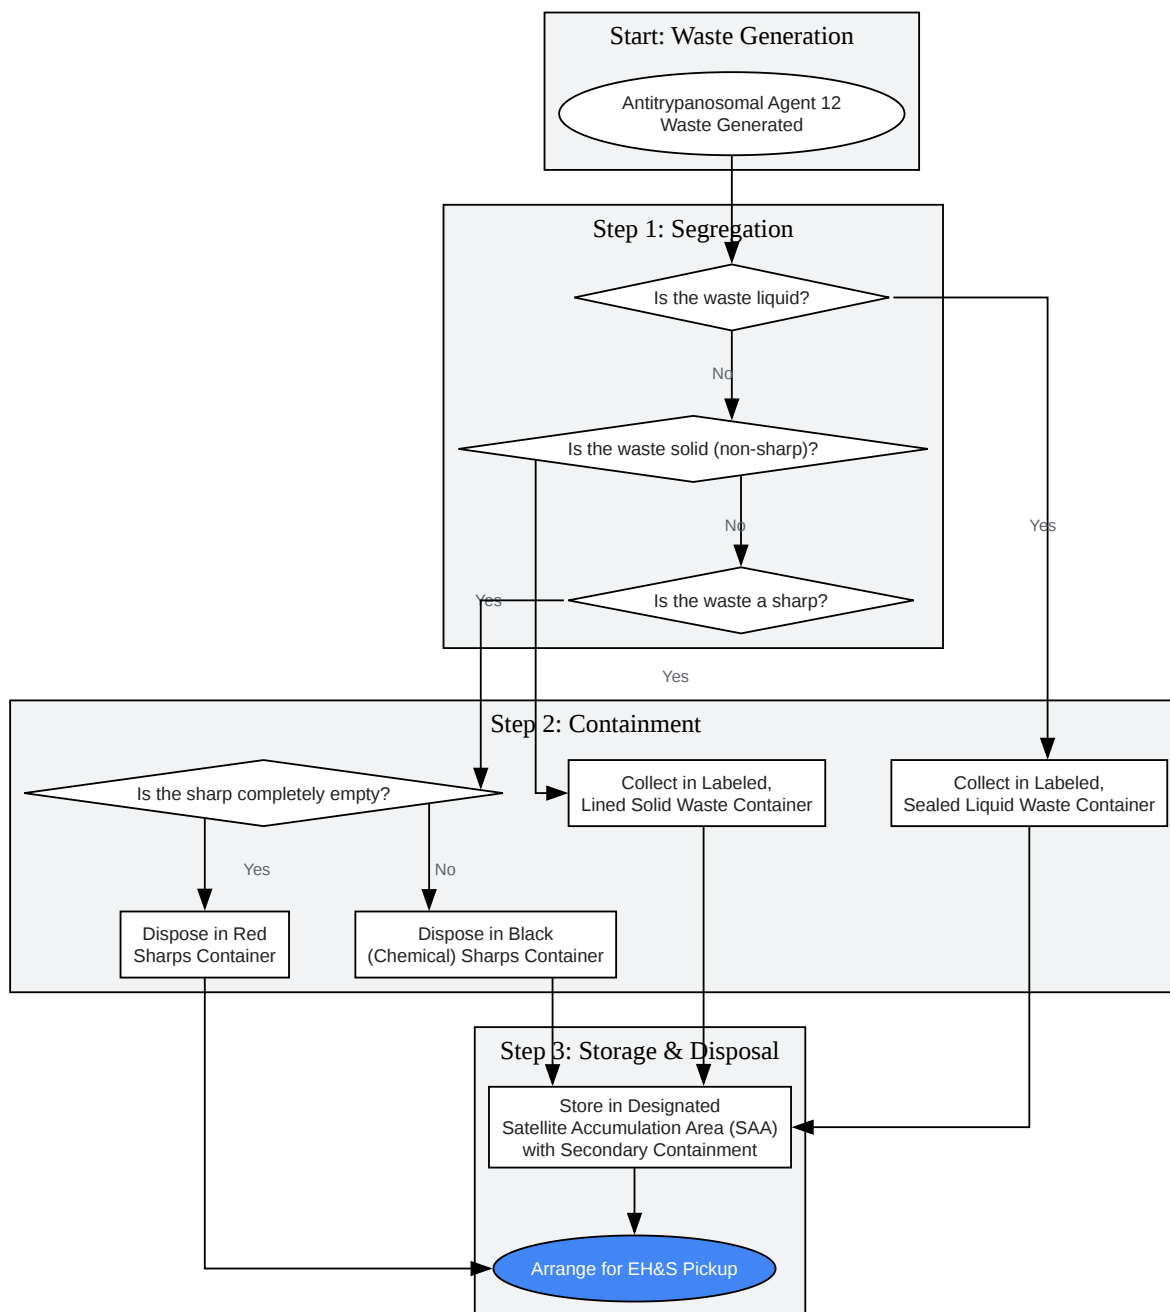 Start: Waste Generation
Antitrypanosomal Agent 12
Waste Generated
Step 1: Segregation
Is the waste liquid?
No
Is the waste solid (non-sharp)?
No
Yes
Is the waste a sharp?
Yes
Yes
Step 2: Containment
Is the sharp completely empty?
Collect in Labeled,
Lined Solid Waste Container
Collect in Labeled,
Sealed Liquid Waste Container
Yes
No
Dispose in Red
Sharps Container
Dispose in Black
(Chemical) Sharps Container
Step 3: Storage & Disposal
Store in Designated
Satellite Accumulation Area (SAA)
with Secondary Containment
Arrange for EH&S Pickup